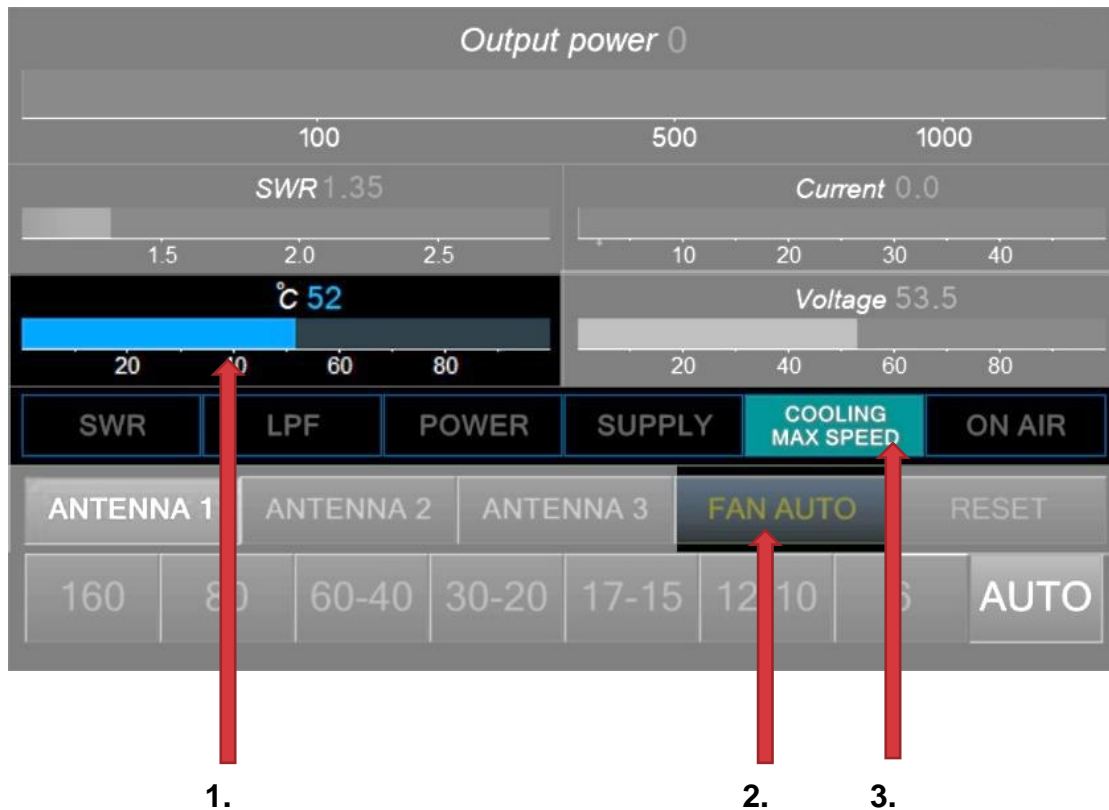 Output power 0
100 500 1000
SWR 1.35 Current 0.0
1.5 2.0 2.5 10 20 30 40
°C 52 Voltage 53.5
20 60 80 20 40 60 80
SWR LPF POWER SUPPLY COOLING MAX SPEED ON AIR
ANTENNA 1 ANTENNA 2 ANTENNA 3 FAN AUTO RESET
160 60-40 30-20 17-15 AUTO
1. 2. 3.